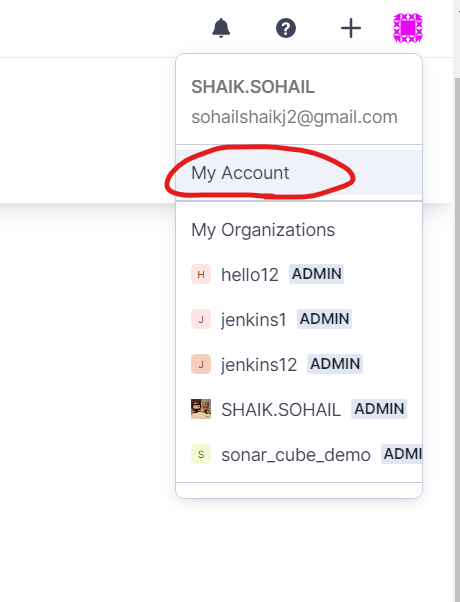 SHAIK.SOHAIL
sohailshaikj2@gmail.com
My Account
My Organizations
H hello12 ADMIN
J jenkins1 ADMIN
J jenkins12 ADMIN
SHAIK.SOHAIL ADMIN
S sonar_cube_demo ADMI